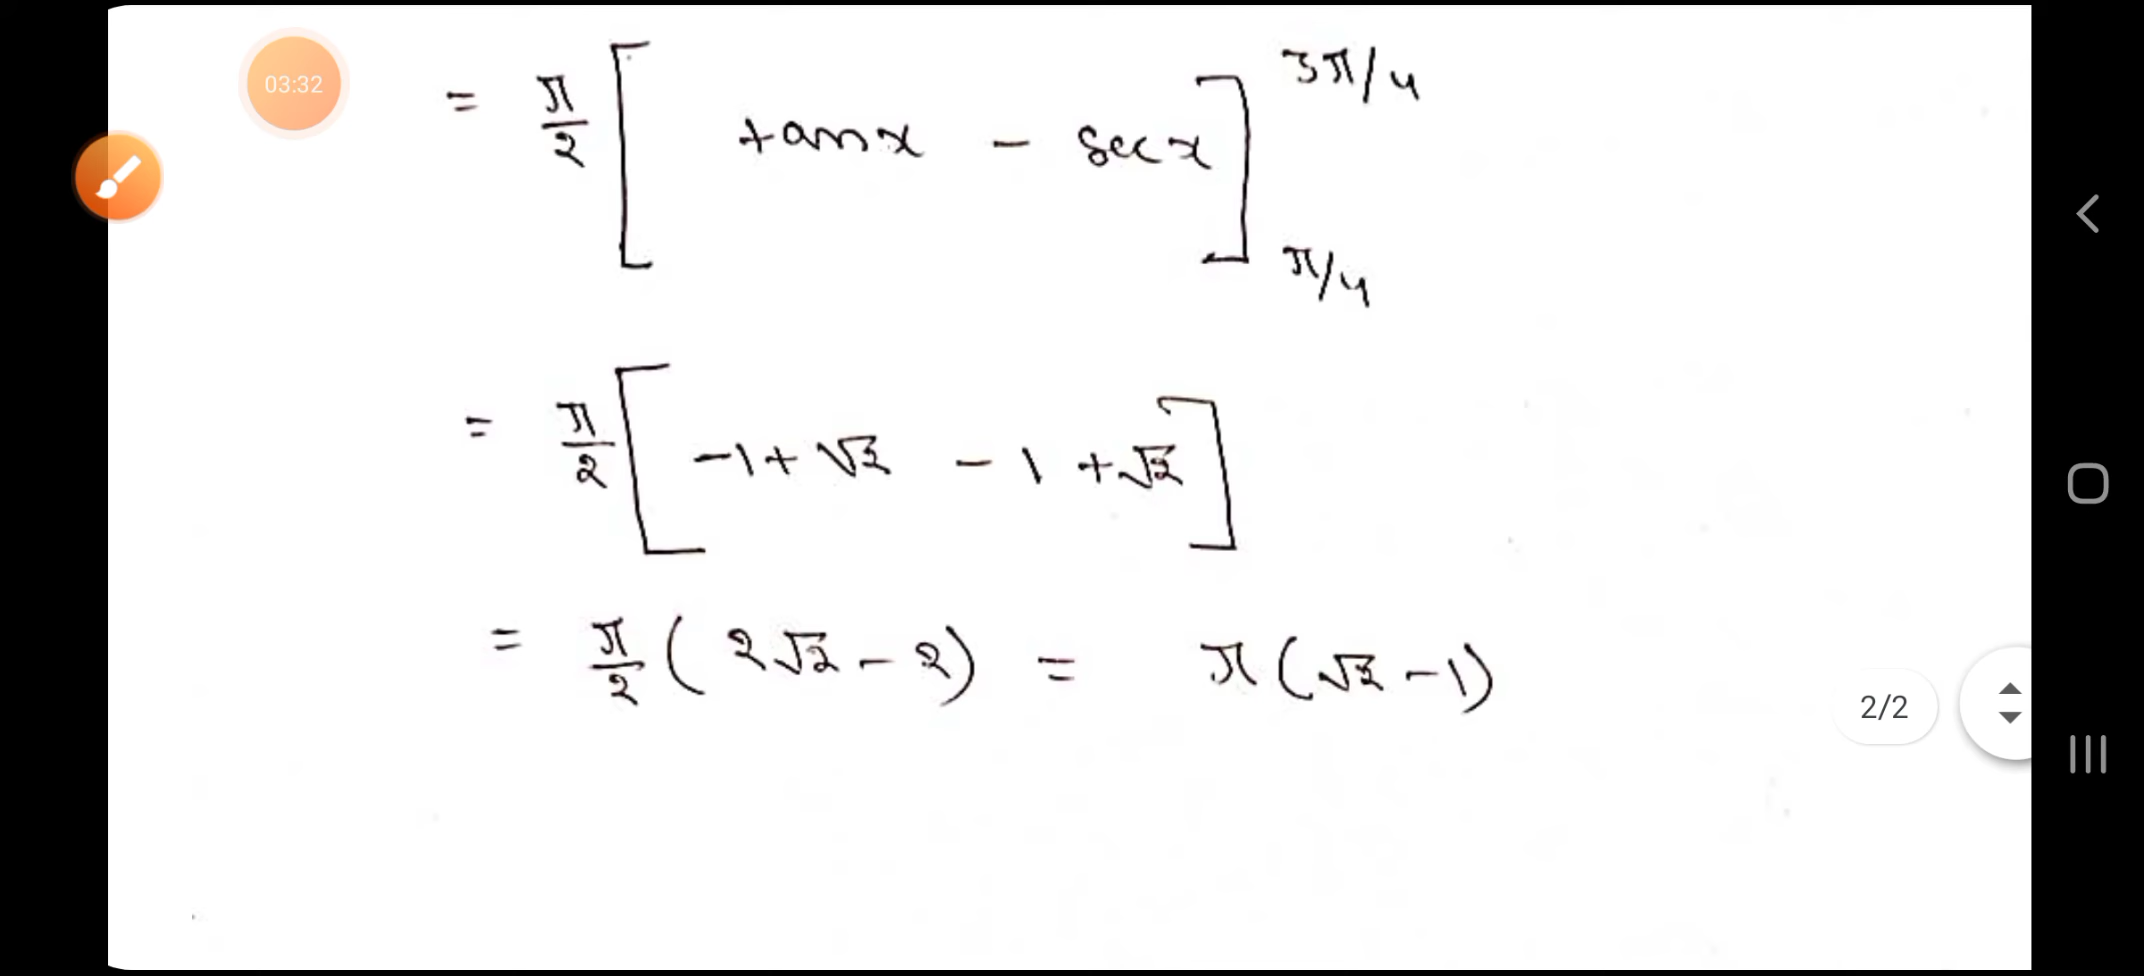 03:32
= π/2 [ tan x - sec x ]^{3π/4}_{π/4}
= π/2 [ -1 + √2 - 1 + √2 ]
= π/2 ( 2√2 - 2 ) = π ( √2 - 1 )
2/2